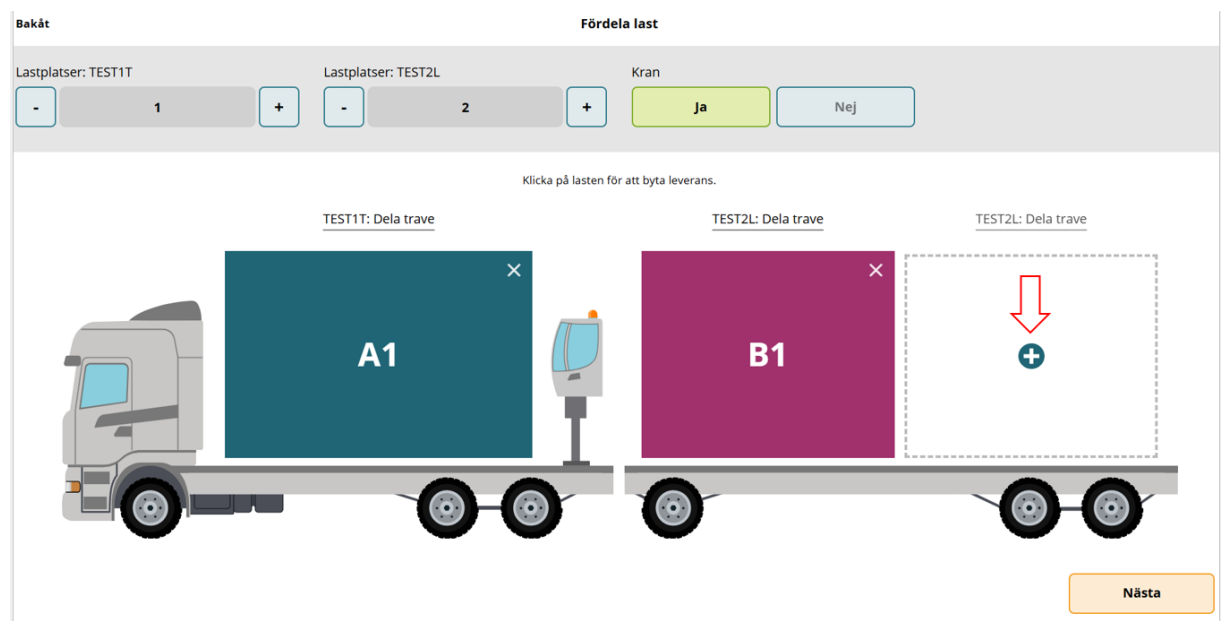 Bakåt
Fördela last
Lastplatser: TEST1T
Lastplatser: TEST2L
Kran
-
1
+
-
2
+
Ja
Nej
Klicka på lasten för att byta leverans.
TEST1T: Dela trave
TEST2L: Dela trave
TEST2L: Dela trave
A1
B1
Nästa